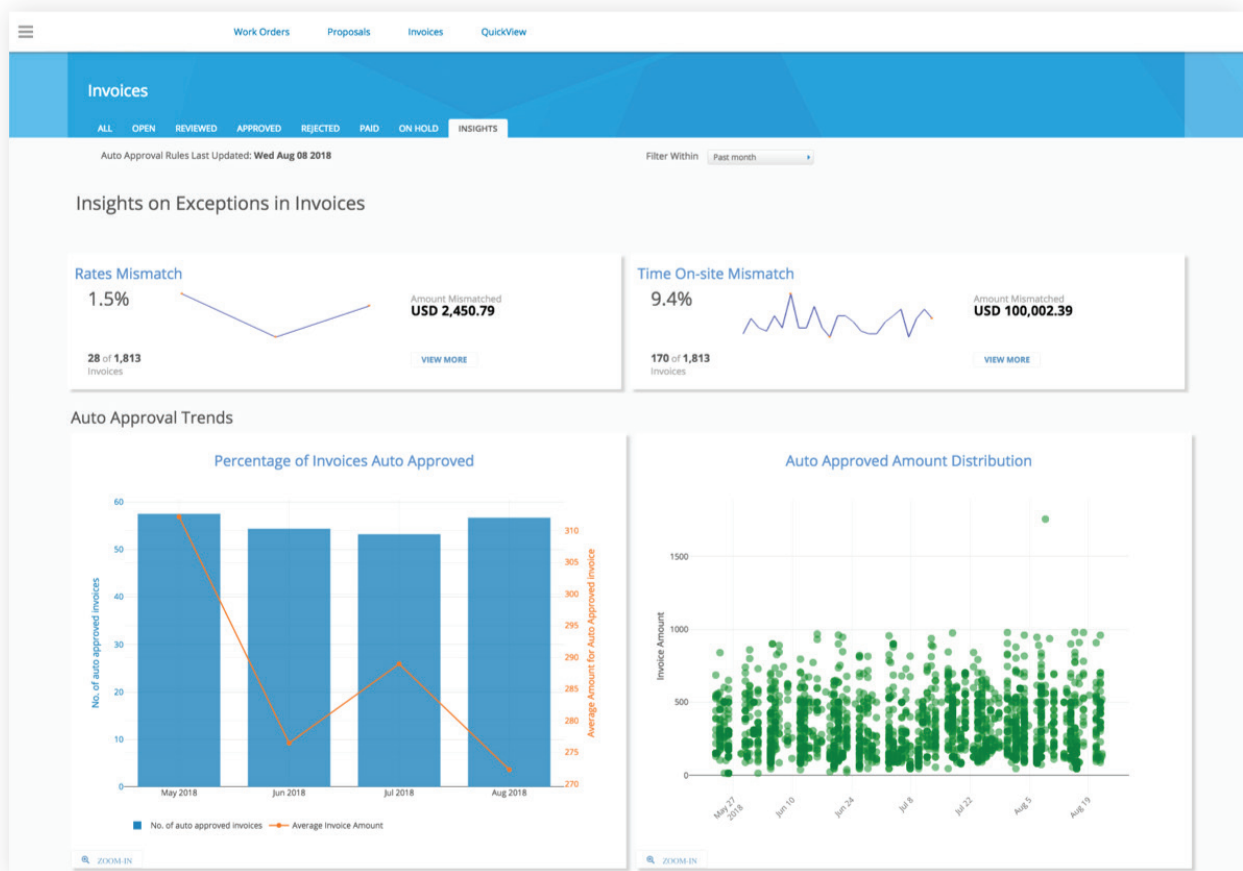 Work Orders Proposals Invoices QuickView
Invoices
ALL OPEN REVIEWED APPROVED REJECTED PAID ON HOLD INSIGHTS
Auto Approval Rules Last Updated: Wed Aug 08 2018
Filter Within Past month
Insights on Exceptions in Invoices
Rates Mismatch
1.5%
Amount Mismatched
USD 2,450.79
28 of 1,813
Invoices
VIEW MORE
Time On-site Mismatch
9.4%
Amount Mismatched
USD 100,002.39
170 of 1,813
Invoices
VIEW MORE
Auto Approval Trends
Percentage of Invoices Auto Approved
No. of auto approved invoices
60
50
40
30
20
10
0
310
305
300
295
290
285
280
275
270
Average Amount for Auto Approved invoice
May 2018 Jun 2018 Jul 2018 Aug 2018
No. of auto approved invoices Average Invoice Amount
ZOOM-IN
Auto Approved Amount Distribution
Invoice Amount
1500
1000
500
0
May 27
2018
Jun 10
Jun 24
Jul 8
Jul 22
Aug 5
Aug 19
ZOOM-IN